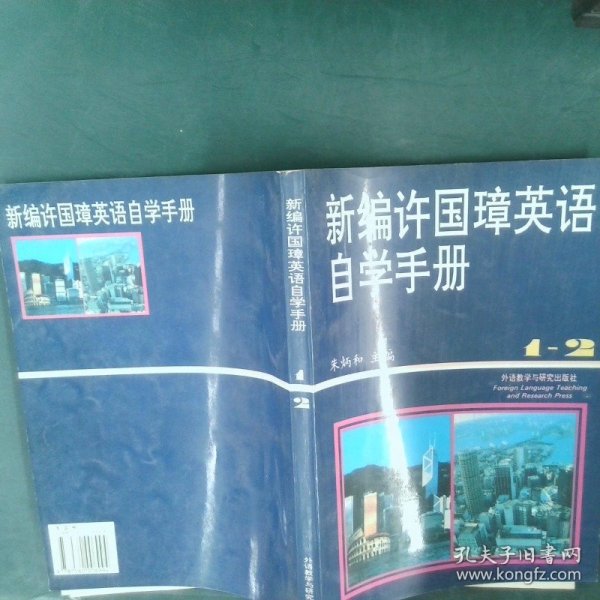 新编许国璋英语自学手册
新编许国璋英语自学手册
1
2
外语教学与研究
新编许国璋英语
自学手册
1-2
朱炳和 主编
外语教学与研究出版社
Foreign Language Teaching
and Research Press
孔夫子旧书网
www.kongfz.com